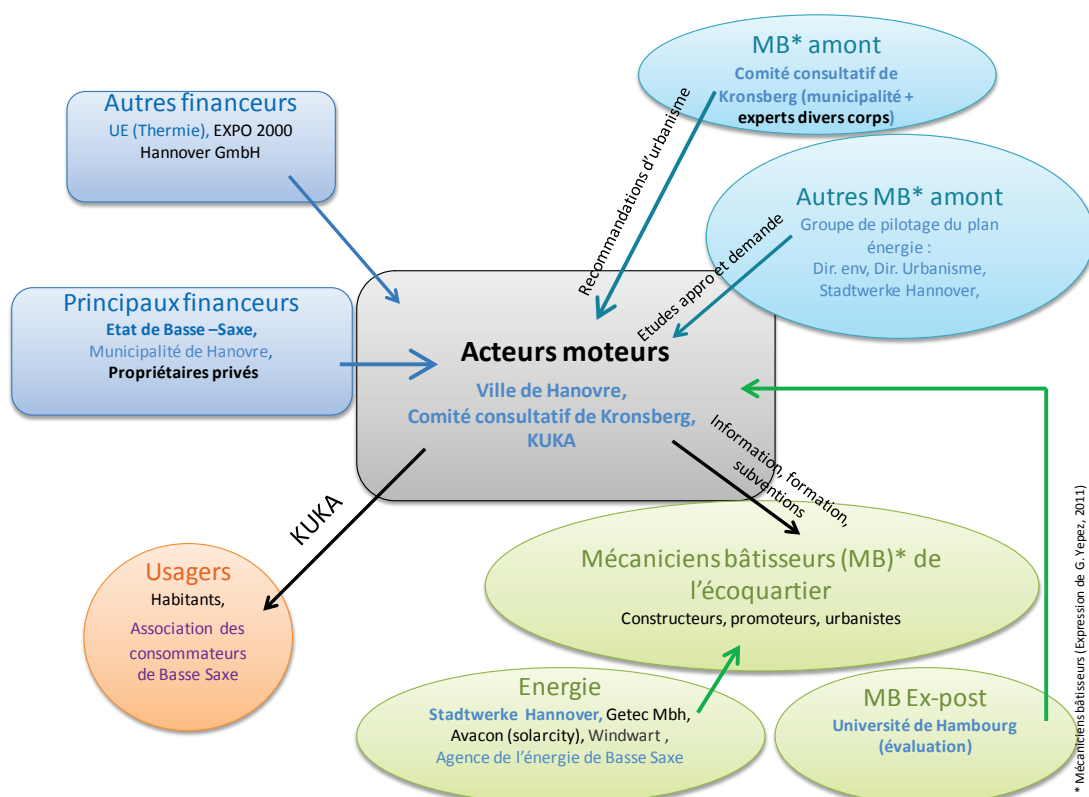 MB* amont
Comité consultatif de
Kronsberg (municipalité +
experts divers corps)
Autres financeurs
UE (Thermie), EXPO 2000
Hannover GmbH
Recommandations d'urbanisme
Autres MB* amont
Groupe de pilotage du plan
énergie :
Dir. env, Dir. Urbanisme,
Stadtwerke Hannover,
Etudes appro et demande
Principaux financeurs
Etat de Basse –Saxe,
Municipalité de Hanovre,
Propriétaires privés
Acteurs moteurs
Ville de Hanovre,
Comité consultatif de Kronsberg,
KUKA
Information, formation,
subventions
KUKA
Usagers
Habitants,
Association des
consommateurs
de Basse Saxe
Mécaniciens bâtisseurs (MB)* de
l'écoquartier
Constructeurs, promoteurs, urbanistes
Energie
Stadtwerke Hannover, Getec Mbh,
Avacon (solarcity), Windwart ,
Agence de l'énergie de Basse Saxe
MB Ex-post
Université de Hambourg
(évaluation)
* Mécaniciens bâtisseurs (Expression de G. Yepez, 2011)